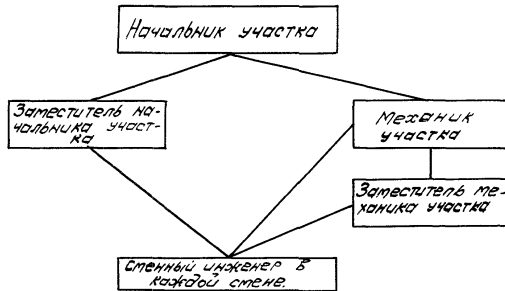 Начальник участка
Заместитель на-
чальника участ-
ка
Механик
участка
Заместитель ме-
ханика участка
Сменный инженер в
каждой смене.